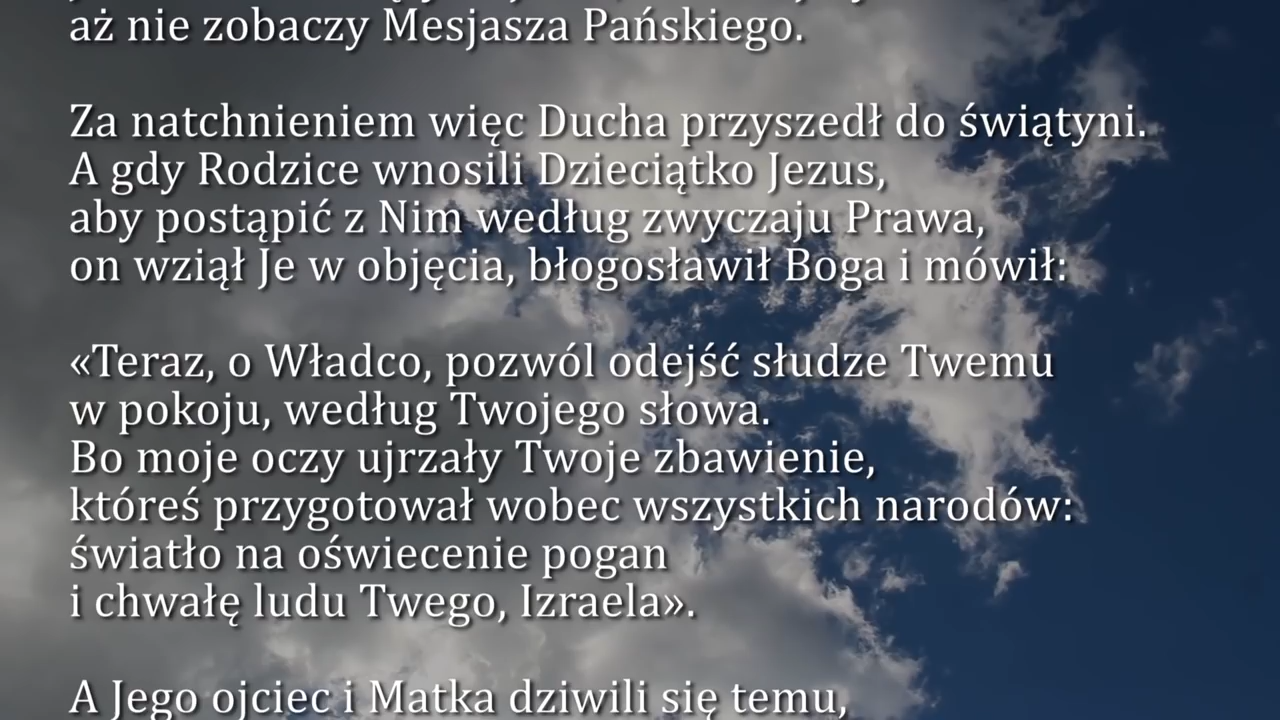 aż nie zobaczy Mesjasza Pańskiego.
Za natchnieniem więc Ducha przyszedł do świątyni.
A gdy Rodzice wnosili Dzieciątko Jezus,
aby postąpić z Nim według zwyczaju Prawa,
on wziął Je w objęcia, błogosławił Boga i mówił:
«Teraz, o Władco, pozwól odejść słudze Twemu
w pokoju, według Twojego słowa.
Bo moje oczy ujrzały Twoje zbawienie,
któreś przygotował wobec wszystkich narodów:
światło na oświecenie pogan
i chwałę ludu Twego, Izraela».
A Jego ojciec i Matka dziwili się temu,